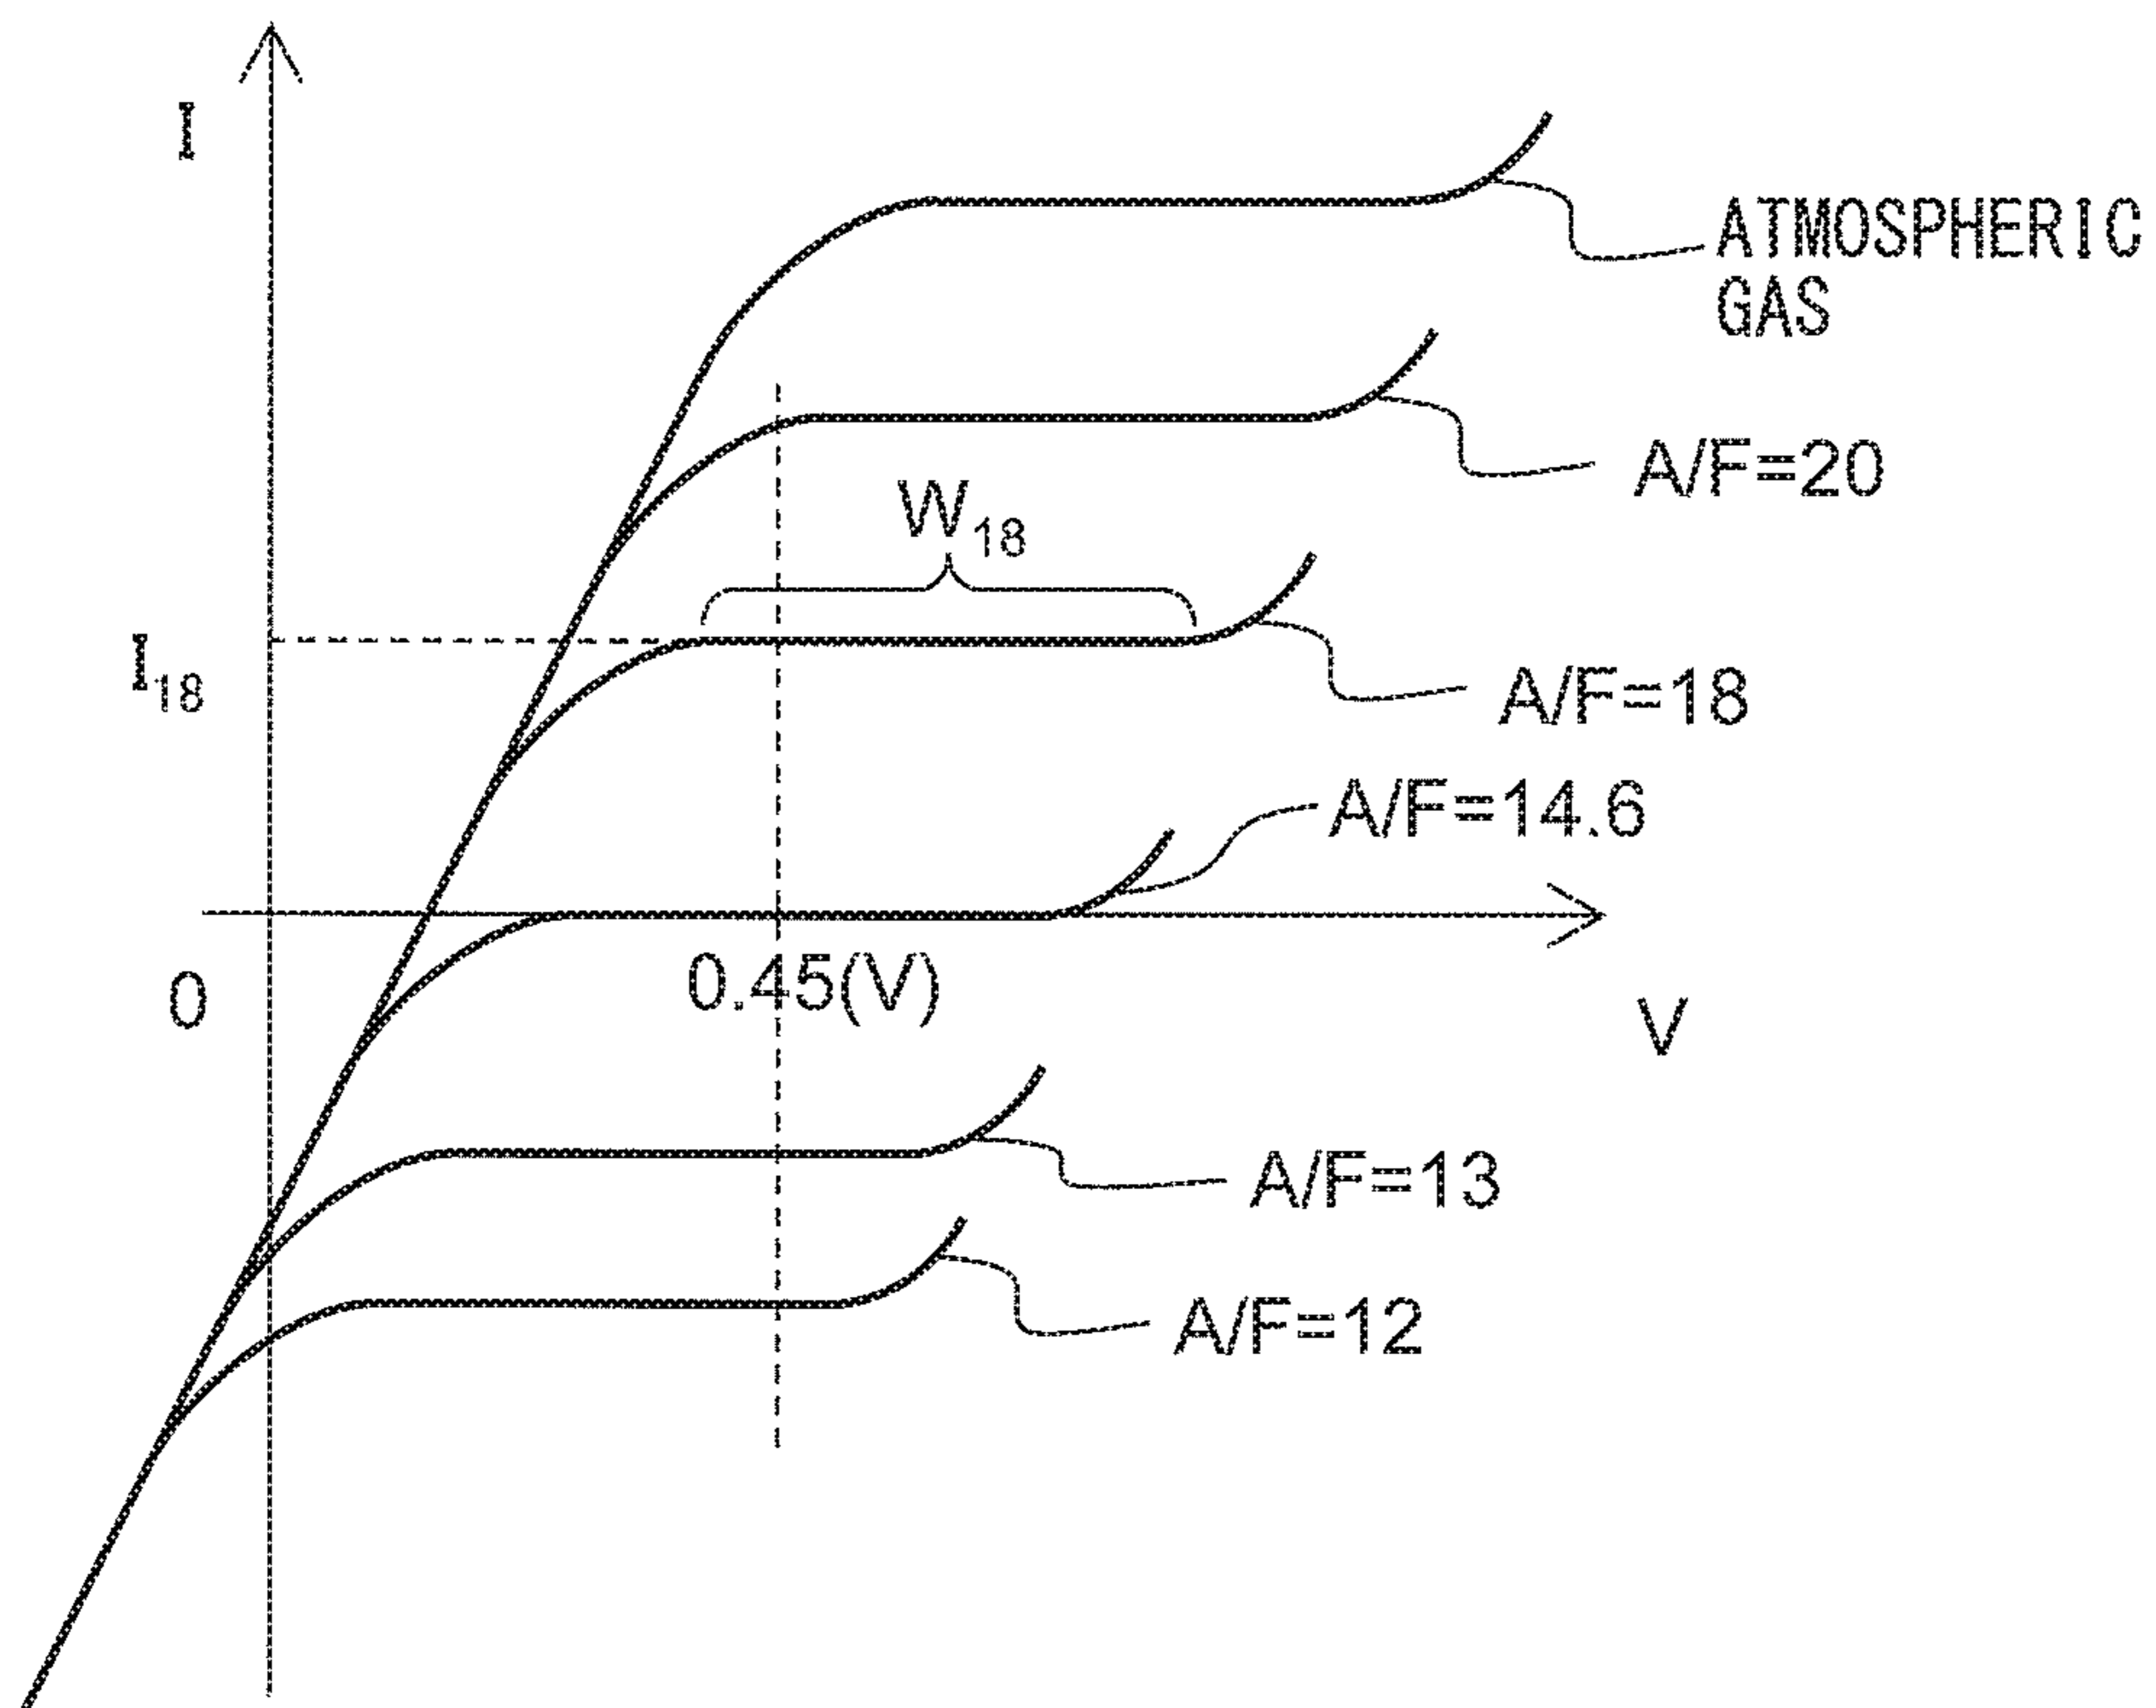 I
ATMOSPHERIC
GAS
A/F=20
W18
I18
A/F=18
A/F=14.6
0
0.45(V)
V
A/F=13
A/F=12